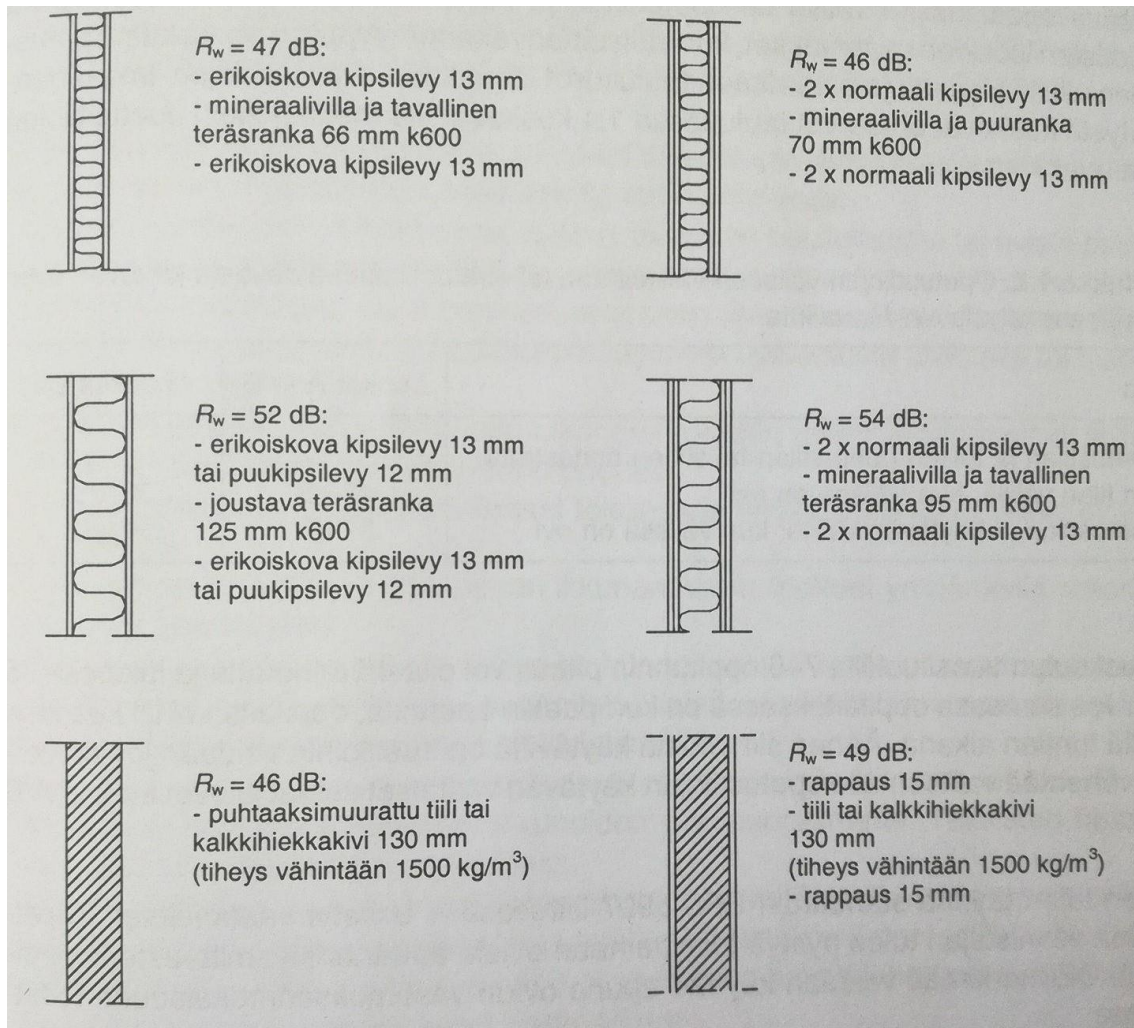 Rw = 47 dB:
- erikoiskova kipsilevy 13 mm
- mineraalivilla ja tavallinen
teräsranka 66 mm k600
- erikoiskova kipsilevy 13 mm
Rw = 46 dB:
- 2 x normaali kipsilevy 13 mm
- mineraalivilla ja puuranka
70 mm k600
- 2 x normaali kipsilevy 13 mm
Rw = 52 dB:
- erikoiskova kipsilevy 13 mm
tai puukipsilevy 12 mm
- joustava teräsranka
125 mm k600
- erikoiskova kipsilevy 13 mm
tai puukipsilevy 12 mm
Rw = 54 dB:
- 2 x normaali kipsilevy 13 mm
- mineraalivilla ja tavallinen
teräsranka 95 mm k600
- 2 x normaali kipsilevy 13 mm
Rw = 46 dB:
- puhtaaksimuurattu tiili tai
kalkkihiekkakivi 130 mm
(tiheys vähintään 1500 kg/m³)
Rw = 49 dB:
- rappaus 15 mm
- tiili tai kalkkihiekkakivi
130 mm
(tiheys vähintään 1500 kg/m³)
- rappaus 15 mm